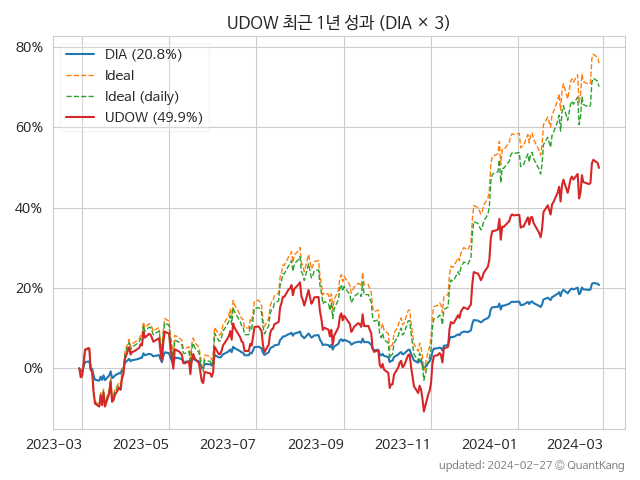 UDOW 최근 1년 성과 (DIA × 3)
DIA (20.8%)
Ideal
Ideal (daily)
UDOW (49.9%)
80%
60%
40%
20%
0%
2023-03 2023-05 2023-07 2023-09 2023-11 2024-01 2024-03
updated: 2024-02-27 © QuantKang